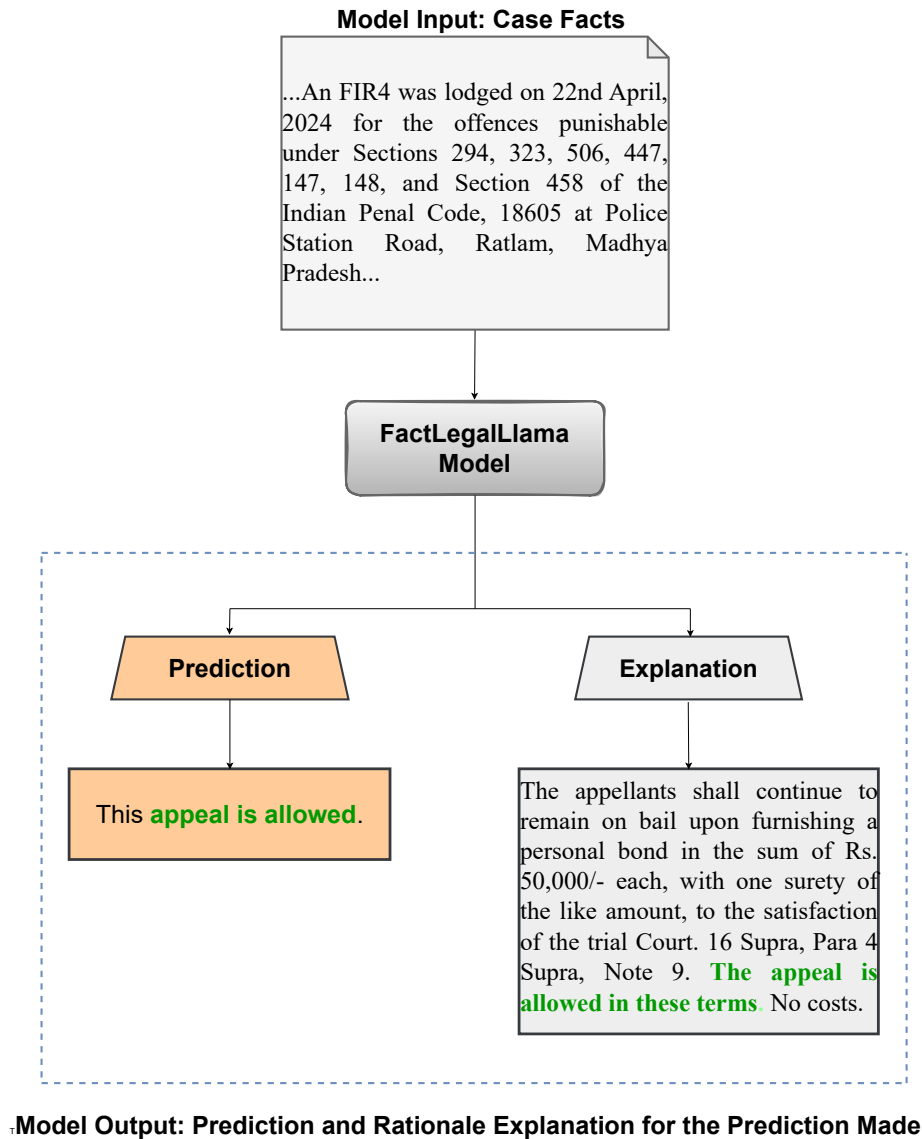 Model Input: Case Facts
...An FIR4 was lodged on 22nd April,
2024 for the offences punishable
under Sections 294, 323, 506, 447,
147, 148, and Section 458 of the
Indian Penal Code, 18605 at Police
Station Road, Ratlam, Madhya
Pradesh...
FactLegalLlama
Model
Prediction
Explanation
This appeal is allowed.
The appellants shall continue to
remain on bail upon furnishing a
personal bond in the sum of Rs.
50,000/- each, with one surety of
the like amount, to the satisfaction
of the trial Court. 16 Supra, Para 4
Supra, Note 9. The appeal is
allowed in these terms. No costs.
TModel Output: Prediction and Rationale Explanation for the Prediction Made